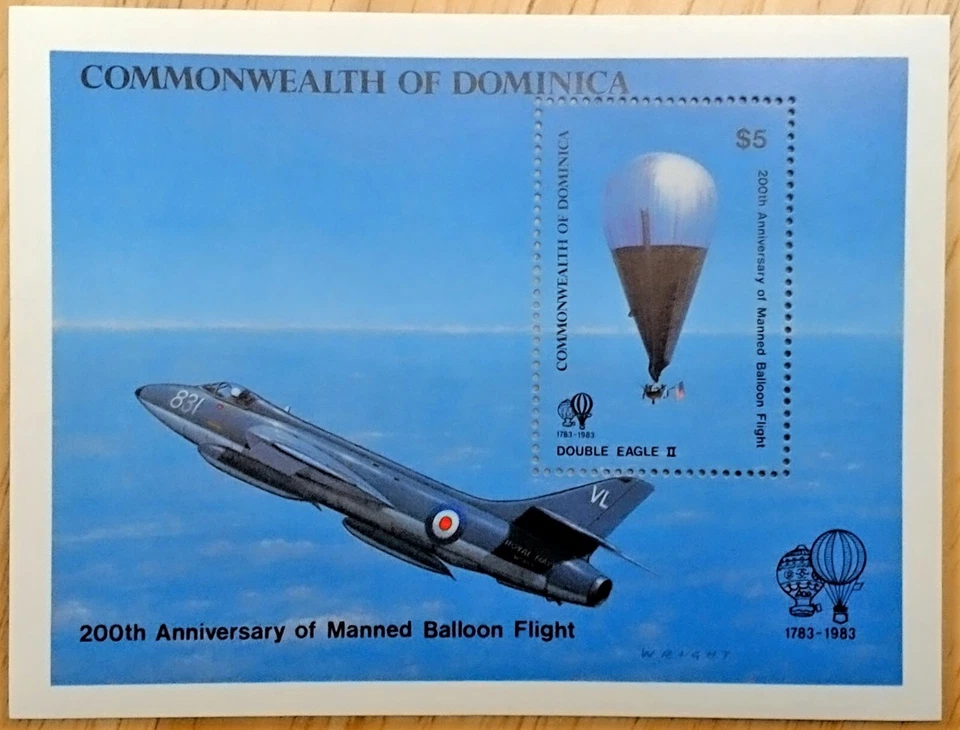 COMMONWEALTH OF DOMINICA
$5
COMMONWEALTH OF DOMINICA
200th Anniversary of Manned Balloon Flight
1783-1983
DOUBLE EAGLE II
831
VL
ROYAL
200th Anniversary of Manned Balloon Flight
1783-1983
WRIGHT